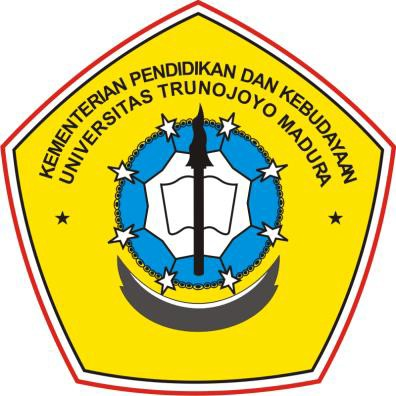 KEMENTERIAN PENDIDIKAN DAN KEBUDAYAAN
UNIVERSITAS TRUNOJOYO MADURA